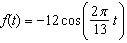 f(t) = −12 cos(2π/13 t)